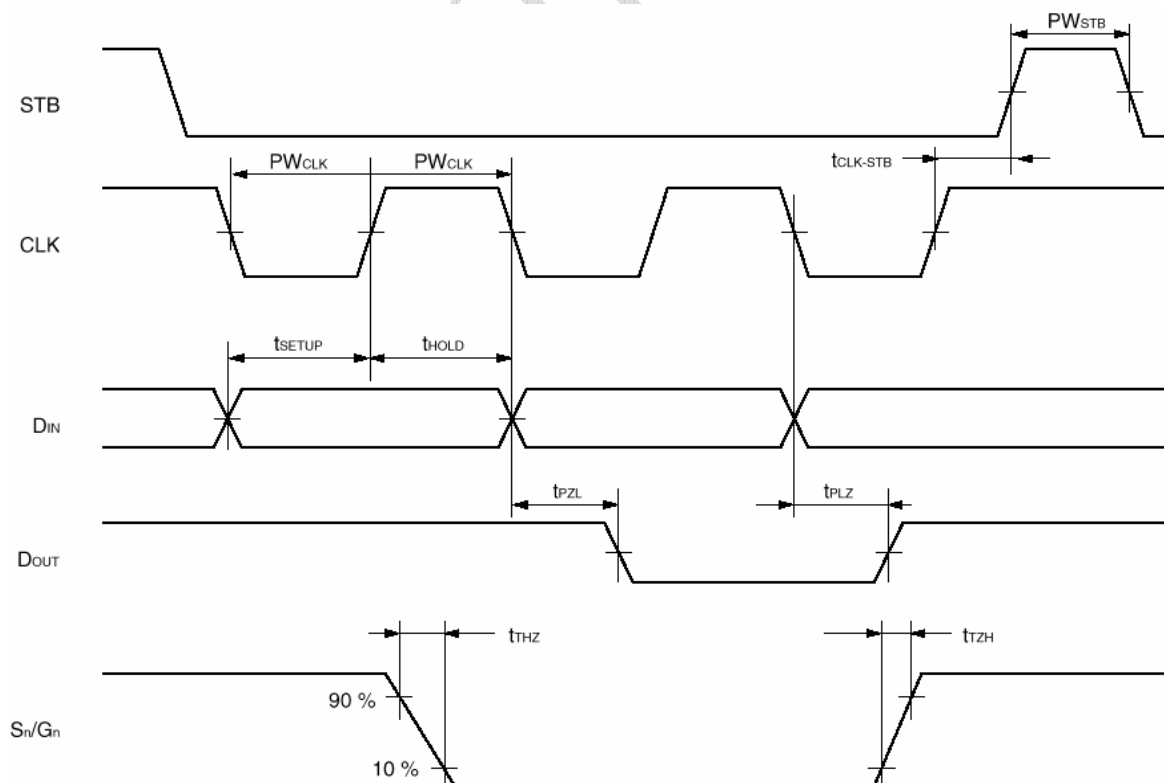 PWSTB
STB
tCLK-STB
PWCLK PWCLK
CLK
tSETUP tHOLD
DIN
tPZL tPLZ
DOUT
tTHZ tTZH
90 %
Sn/Gn
10 %